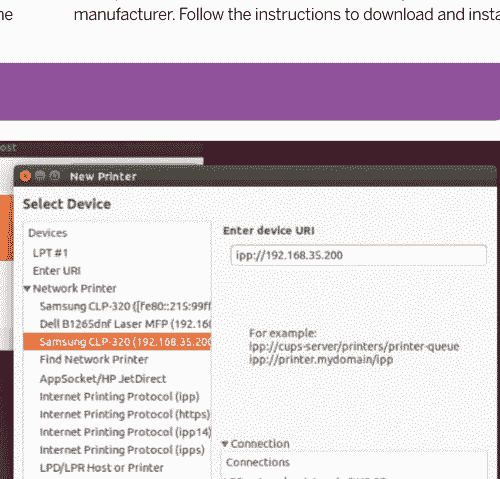 ne
manufacturer. Follow the instructions to download and insta
ost
New Printer
Select Device
Devices
LPT #1
Enter URI
Network Printer
Samsung CLP-320 ([fe80::215:99ff
Dell B1265dnf Laser MFP (192.16
Samsung CLP-320 (192.168.35.200
Find Network Printer
AppSocket/HP JetDirect
Internet Printing Protocol (ipp)
Internet Printing Protocol (https)
Internet Printing Protocol (ipp14)
Internet Printing Protocol (ipps)
LPD/LPR Host or Printer
Enter device URI
ipp://192.168.35.200
For example:
ipp://cups-server/printers/printer-queue
ipp://printer.mydomain/ipp
Connection
Connections